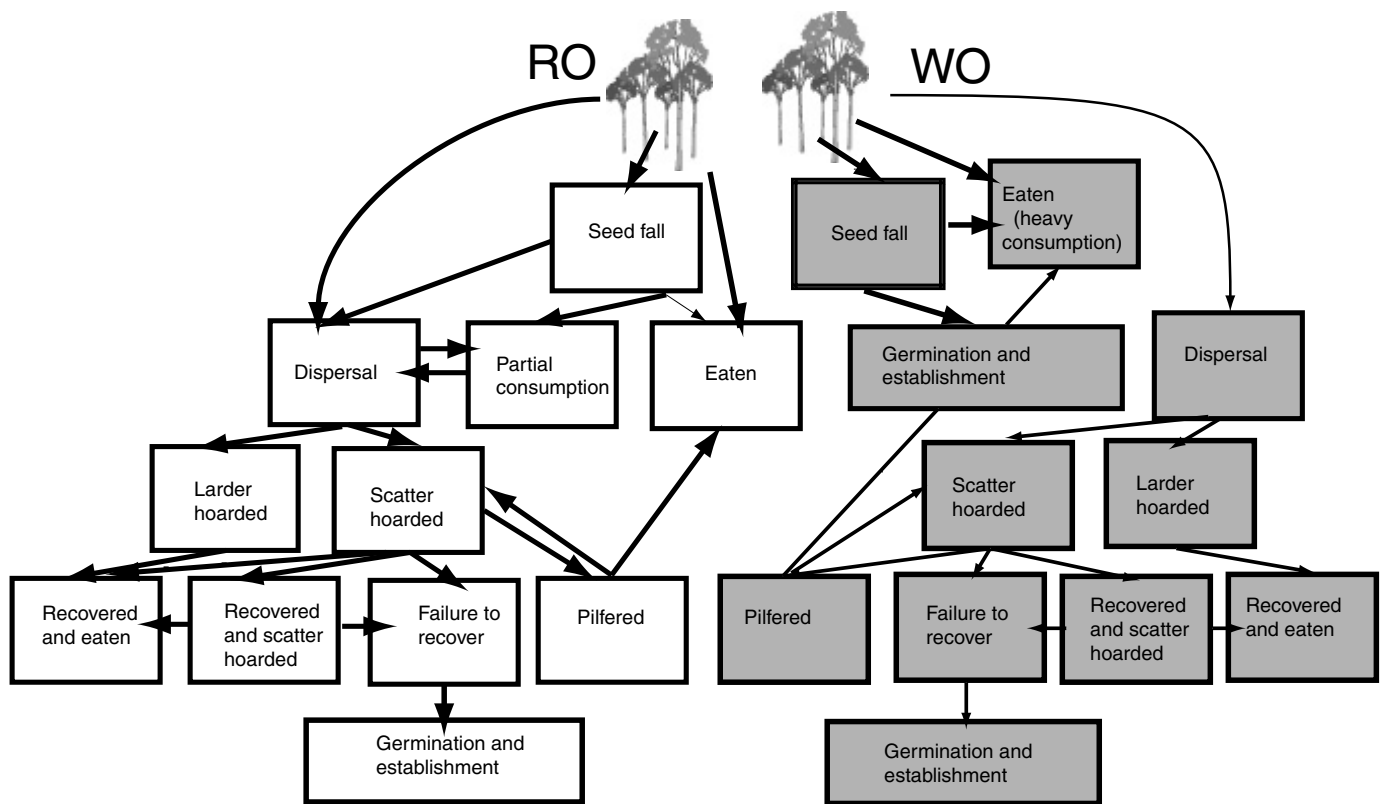 RO
WO
Seed fall
Dispersal
Partial
consumption
Eaten
Larder
hoarded
Scatter
hoarded
Recovered
and eaten
Recovered
and scatter
hoarded
Failure to
recover
Pilfered
Germination and
establishment
Seed fall
Eaten
(heavy
consumption)
Germination and
establishment
Dispersal
Scatter
hoarded
Larder
hoarded
Pilfered
Failure to
recover
Recovered
and scatter
hoarded
Recovered
and eaten
Germination and
establishment